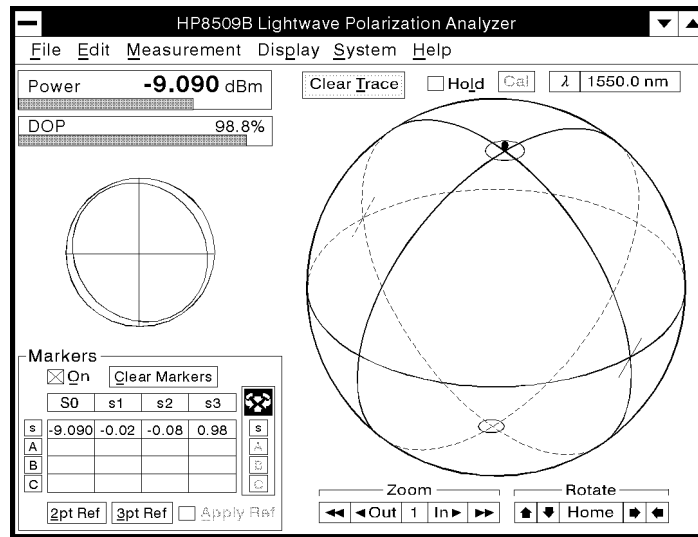 HP8509B Lightwave Polarization Analyzer
File Edit Measurement Display System Help
Power -9.090 dBm
Clear Trace Hold Cal λ 1550.0 nm
DOP 98.8%
Markers
On Clear Markers
S0 s1 s2 s3
s -9.090 -0.02 -0.08 0.98 s
A A
B B
C C
2pt Ref 3pt Ref Apply Ref
Zoom
Out 1 In
Rotate
Home